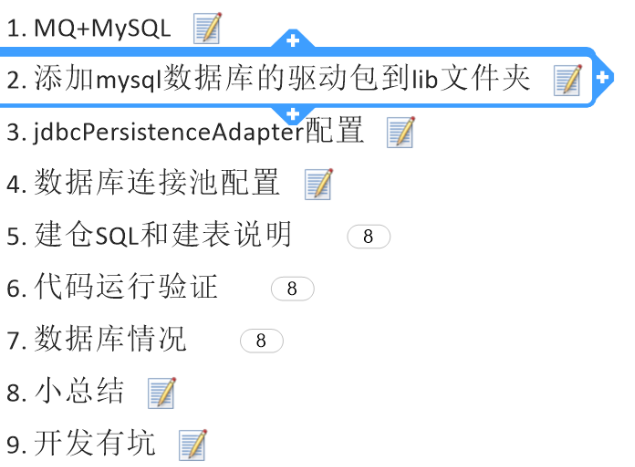 1. MQ+MySQL
2. 添加mysql数据库的驱动包到lib文件夹
3. jdbcPersistenceAdapter配置
4. 数据库连接池配置
5. 建仓SQL和建表说明 8
6. 代码运行验证 8
7. 数据库情况 8
8. 小总结
9. 开发有坑